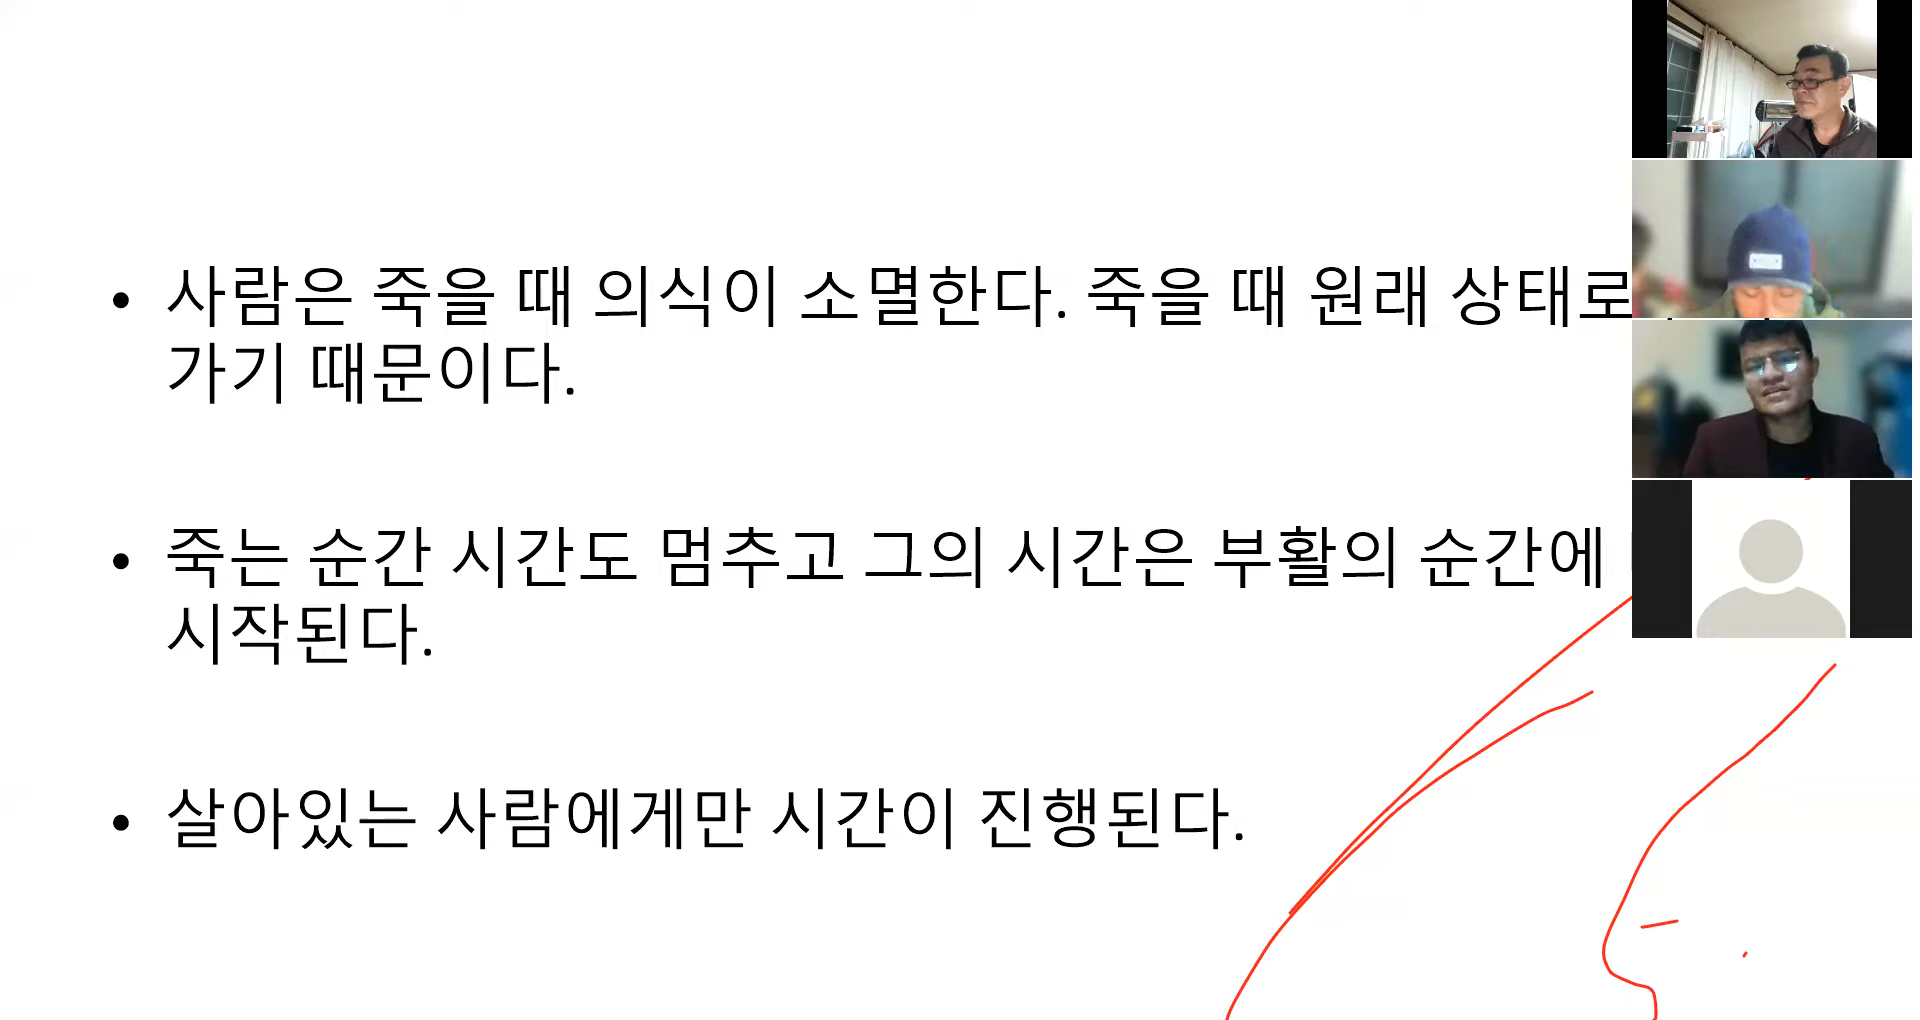 • 사람은 죽을 때 의식이 소멸한다. 죽을 때 원래 상태로
가기 때문이다.
• 죽는 순간 시간도 멈추고 그의 시간은 부활의 순간에
시작된다.
• 살아있는 사람에게만 시간이 진행된다.